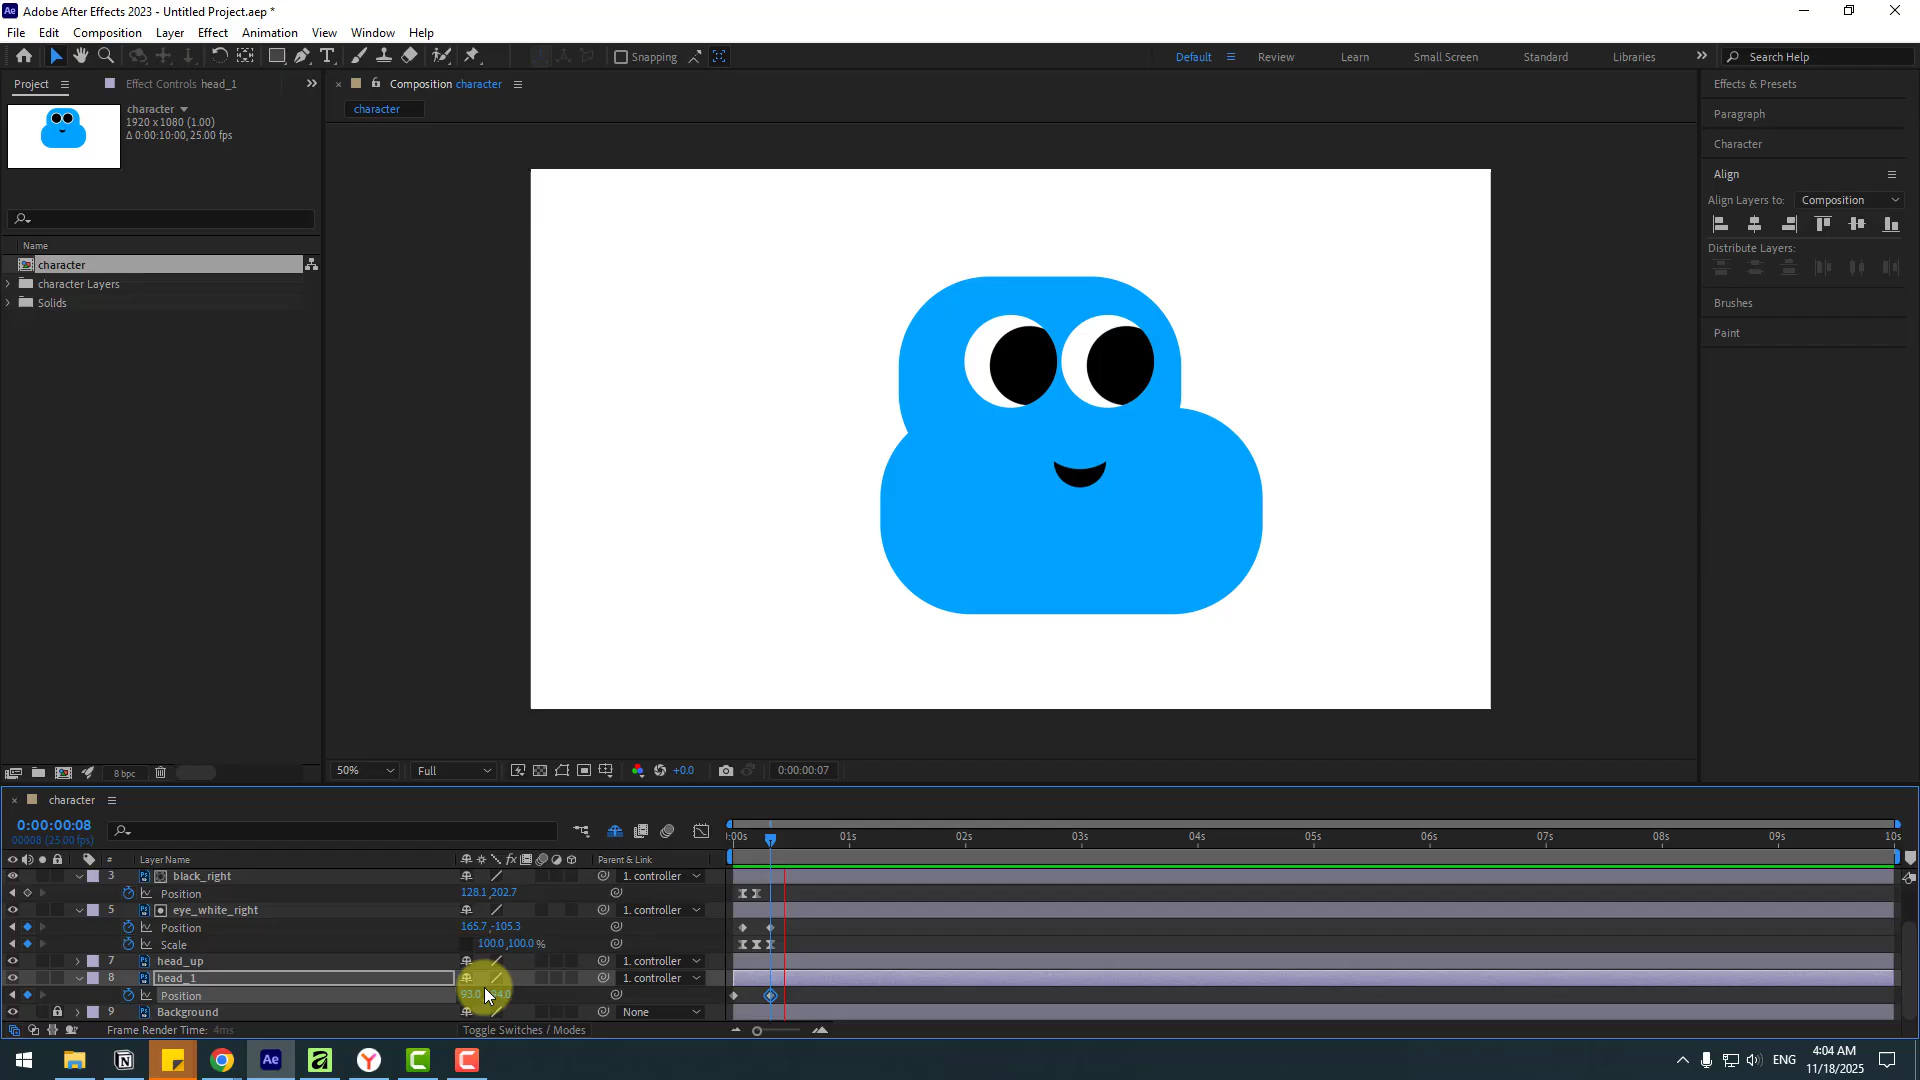 Ae Adobe After Effects 2023 - Untitled Project.aep *
File Edit Composition Layer Effect Animation View Window Help
Snapping Default Review Learn Small Screen Standard Libraries Search Help
Project Effect Controls head_1
Composition character
Effects & Presets
character
1920 x 1080 (1.00)
Δ 0:00:10:00, 25.00 fps
character
Paragraph
Character
Align
Align Layers to: Composition
Distribute Layers:
Name
character
character Layers
Solids
Brushes
Paint
8 bpc
50% Full +0.0 0:00:00:07
character
0:00:00:08
00008 (25.00 fps)
:00s 01s 02s 03s 04s 05s 06s 07s 08s 09s 10s
# Layer Name fx Parent & Link
3 black_right 1. controller
Position 128.1,202.7
5 eye_white_right 1. controller
Position 165.7,-105.3
Scale 100.0,100.0%
7 head_up 1. controller
8 head_1 1. controller
Position
9 Background None
Frame Render Time: 4ms Toggle Switches / Modes
Ae
ENG
4:04 AM
11/18/2025